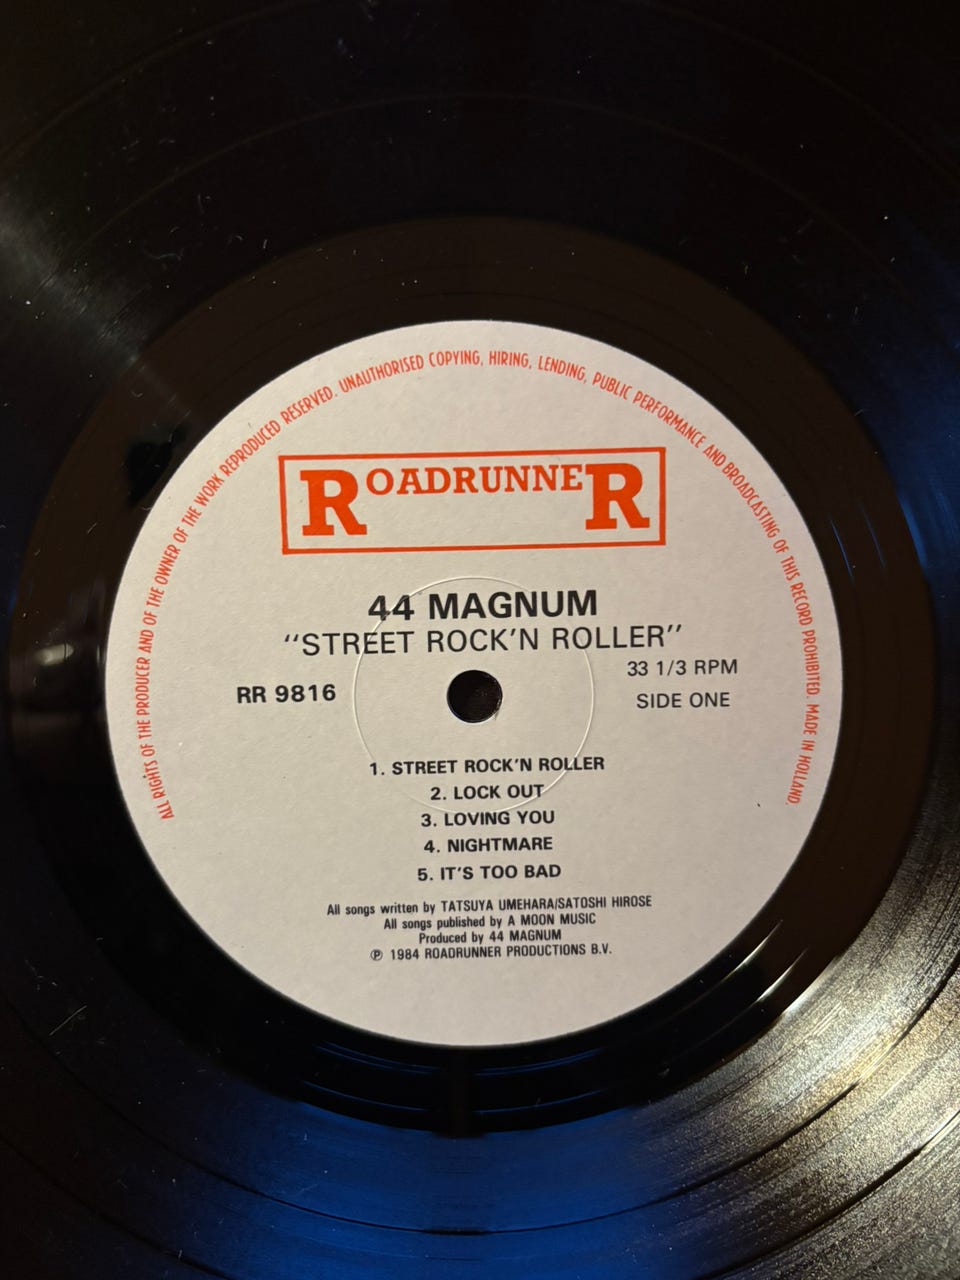 ALL RIGHTS OF THE PRODUCER AND OF THE OWNER OF THE WORK REPRODUCED RESERVED. UNAUTHORISED COPYING, HIRING, LENDING, PUBLIC PERFORMANCE AND BROADCASTING OF THIS RECORD PROHIBITED. MADE IN HOLLAND.
ROADRUNNER
44 MAGNUM
"STREET ROCK'N ROLLER"
33 1/3 RPM
RR 9816
SIDE ONE
1. STREET ROCK'N ROLLER
2. LOCK OUT
3. LOVING YOU
4. NIGHTMARE
5. IT'S TOO BAD
All songs written by TATSUYA UMEHARA/SATOSHI HIROSE
All songs published by A MOON MUSIC
Produced by 44 MAGNUM
℗ 1984 ROADRUNNER PRODUCTIONS B.V.